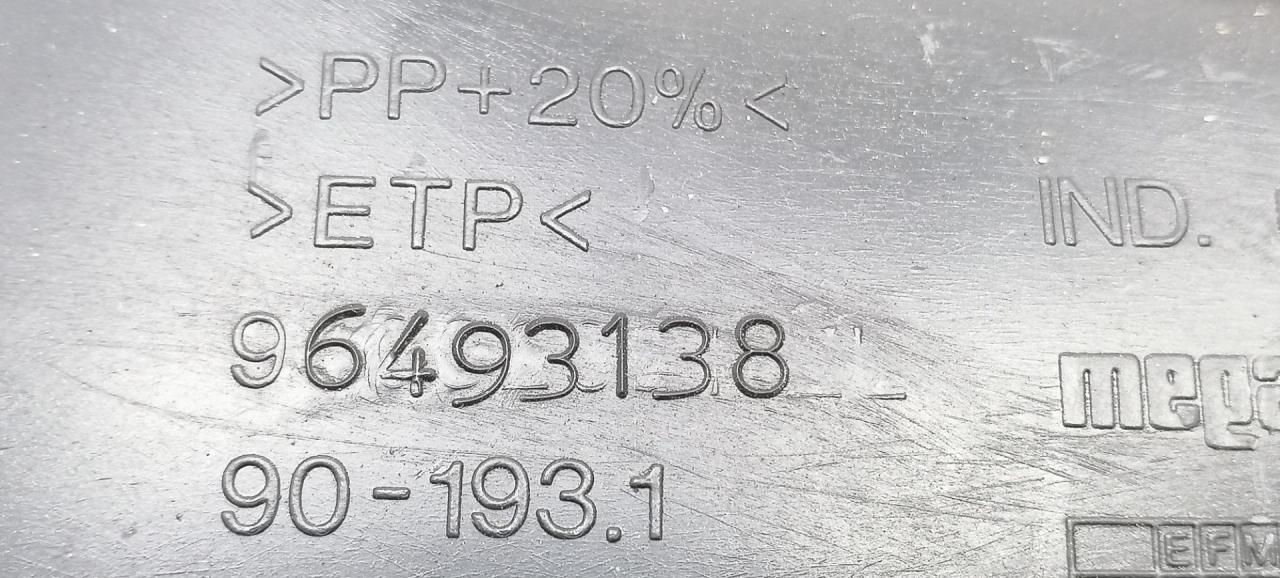 >PP+20%<
>ETP<
IND.
96493138
mega
90-193.1
EFM